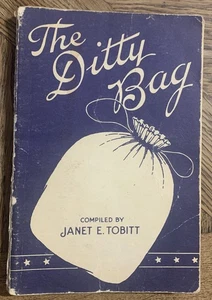 The
Ditty
Bag
COMPILED BY
JANET E. TOBITT